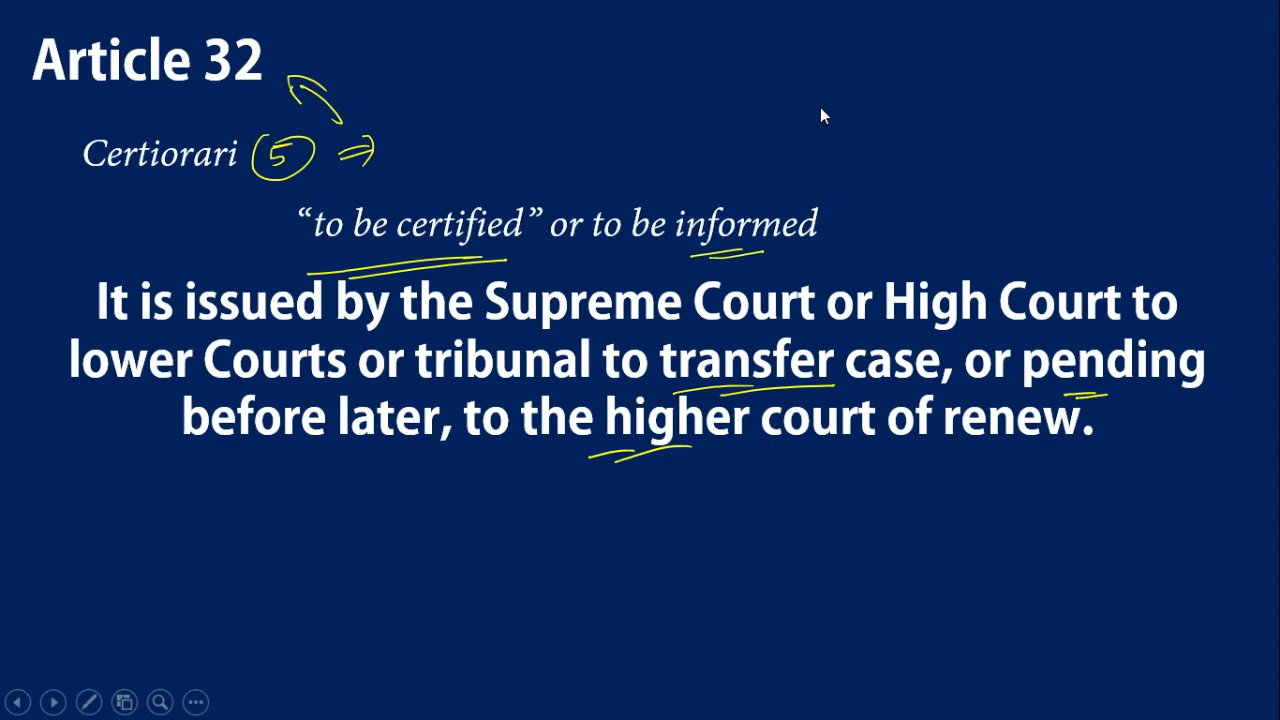 Article 32
Certiorari (5) ⇒
“to be certified” or to be informed
It is issued by the Supreme Court or High Court to
lower Courts or tribunal to transfer case, or pending
before later, to the higher court of renew.